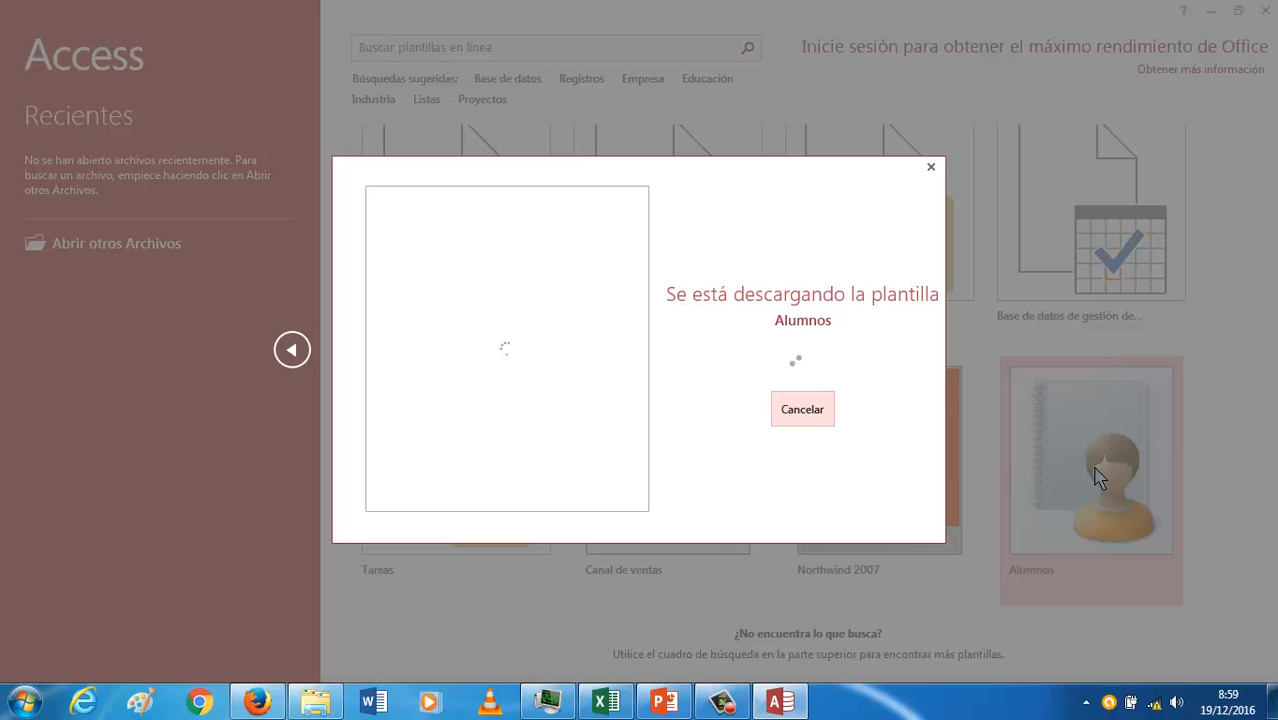 Access
Recientes
No se han abierto archivos recientemente. Para
buscar un archivo, empiece haciendo clic en Abrir
otros Archivos.
Abrir otros Archivos
Buscar plantillas en línea
Búsquedas sugeridas: Base de datos Registros Empresa Educación
Industria Listas Proyectos
Inicie sesión para obtener el máximo rendimiento de Office
Obtener más información
Se está descargando la plantilla
Alumnos
Cancelar
Base de datos de gestión de...
Tareas
Canal de ventas
Northwind 2007
Alumnos
¿No encuentra lo que busca?
Utilice el cuadro de búsqueda en la parte superior para encontrar más plantillas.
8:59
19/12/2016